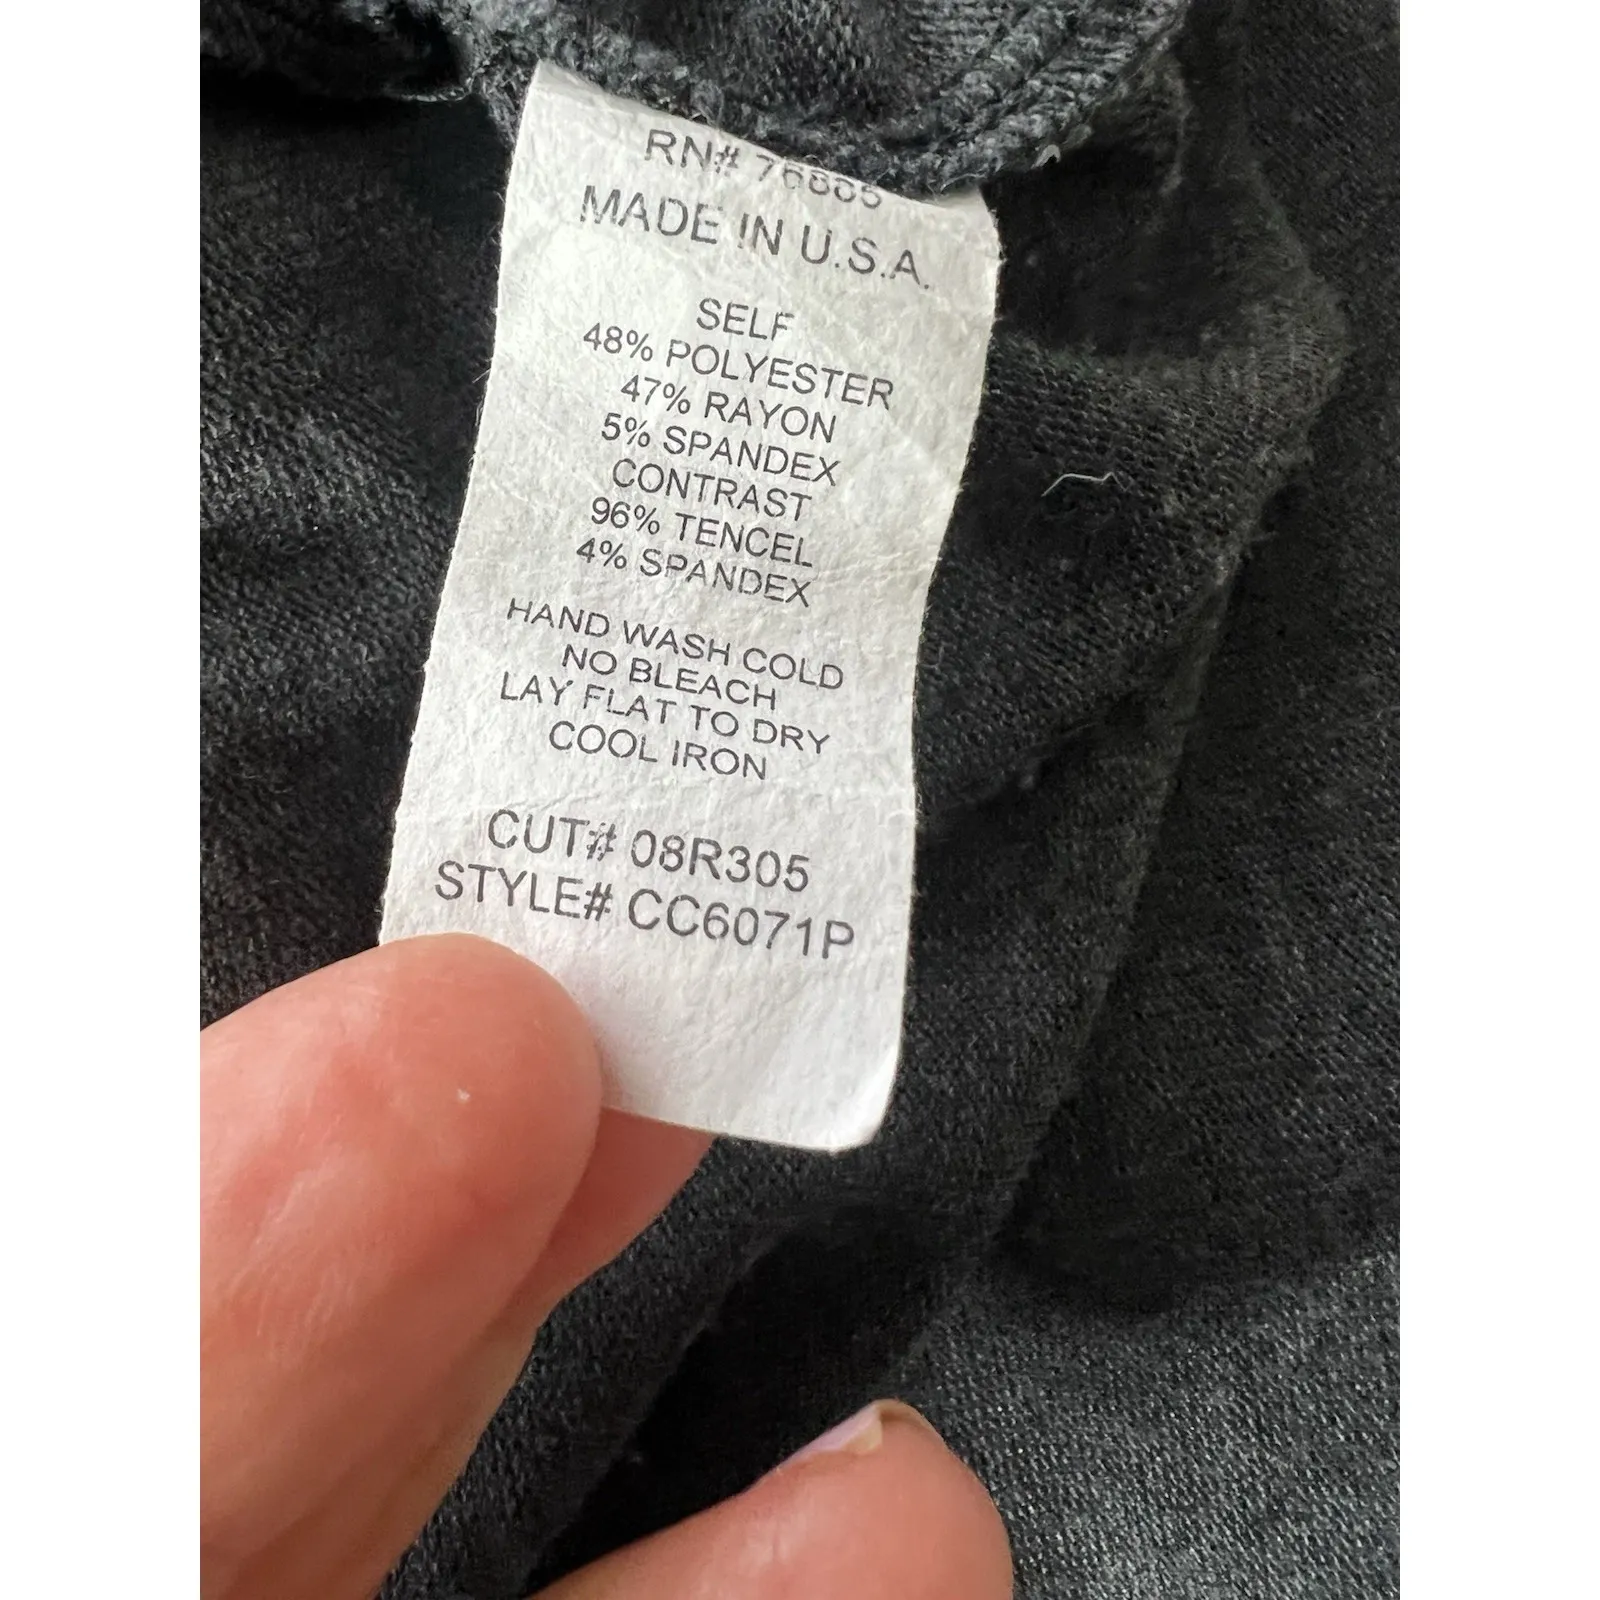 RN# 76885
MADE IN U.S.A.
SELF
48% POLYESTER
47% RAYON
5% SPANDEX
CONTRAST
96% TENCEL
4% SPANDEX
HAND WASH COLD
NO BLEACH
LAY FLAT TO DRY
COOL IRON
CUT# 08R305
STYLE# CC6071P